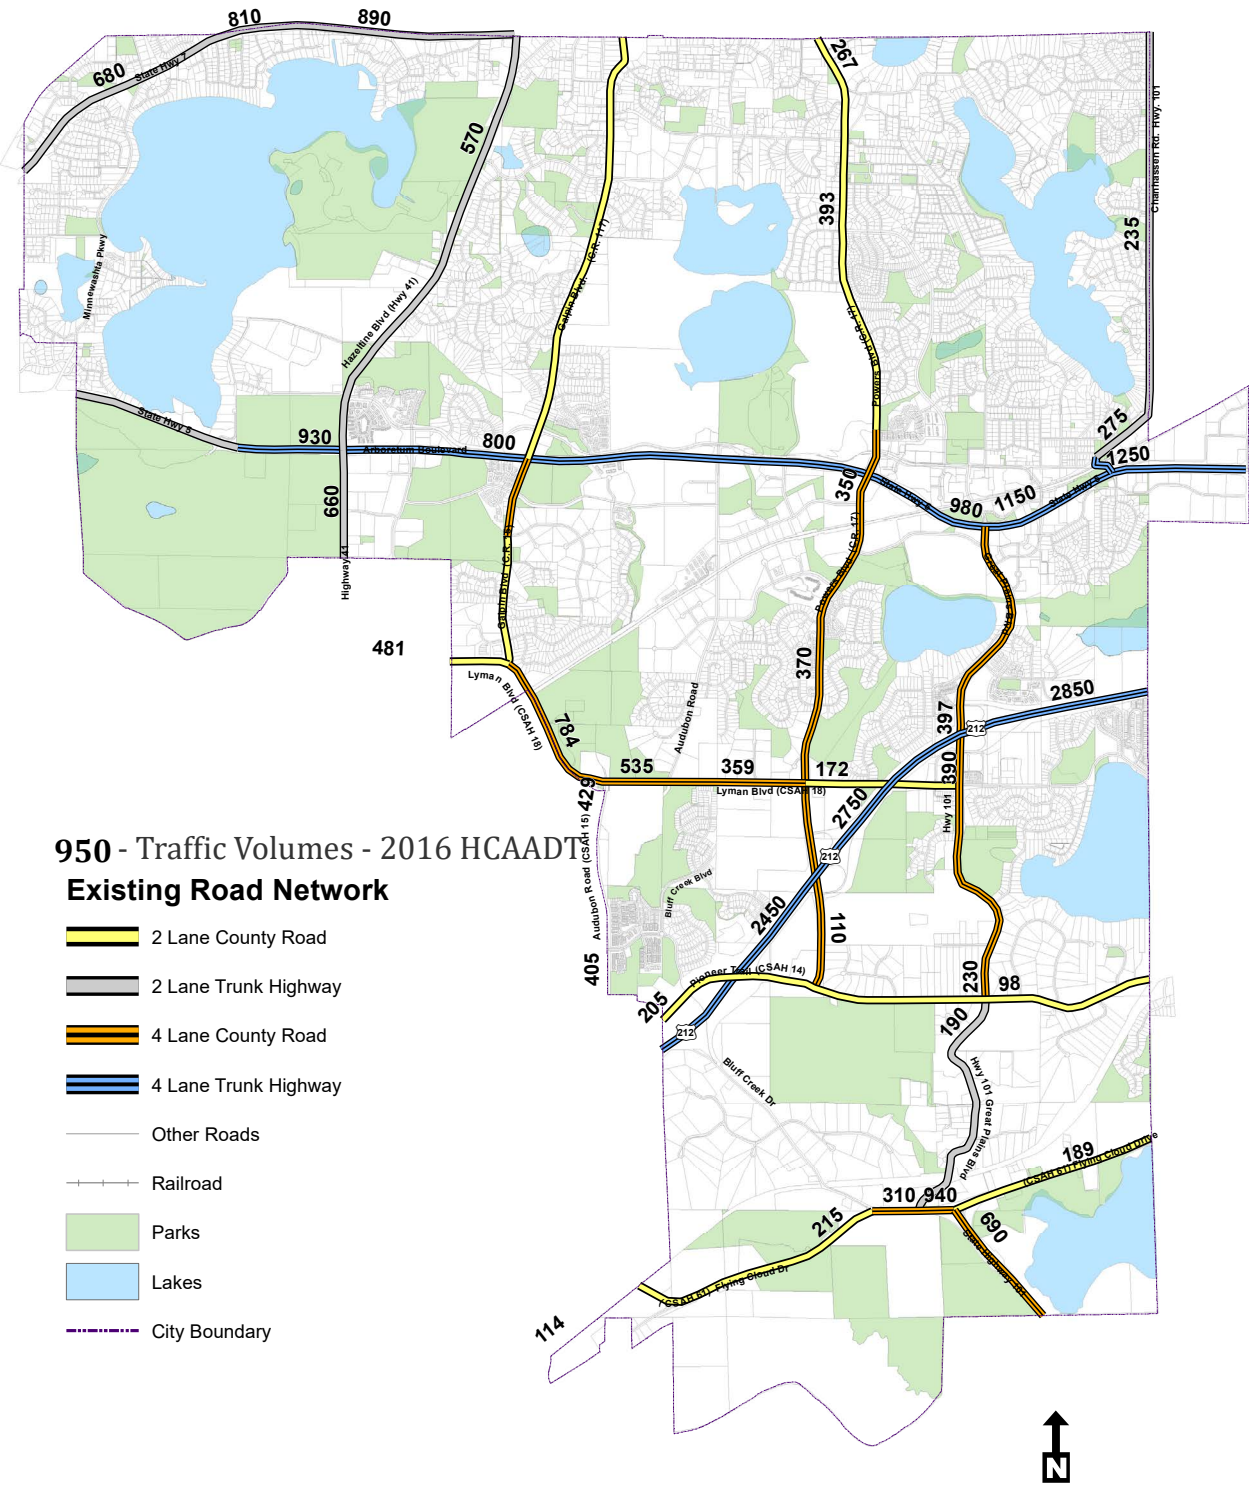 810
890
680
State Hwy 7
267
570
Chanhassen Rd. Hwy. 101
393
235
Minnewashta Pkwy
Galpin Blvd. (C.R. 117)
Hazeltine Blvd (Hwy 41)
Powers Blvd (C.R. 17)
State Hwy 5
930
Arboretum Boulevard
800
275
1250
660
350
State Hwy 5
980
1150
State Hwy 5
Highway 41
Galpin Blvd (C.R. 19)
Powers Blvd (C.R. 17)
Great Plains Blvd
481
Lyman Blvd (CSAH 18)
370
Audubon Road
2850
784
397
212
535
359
172
390
Lyman Blvd (CSAH 18)
429
2750
Hwy 101
950 - Traffic Volumes - 2016 HCAADT
212
Existing Road Network
Audubon Road (CSAH 15)
Bluff Creek Blvd
2 Lane County Road
2450
110
405
Pioneer Trail (CSAH 14)
2 Lane Trunk Highway
205
230
98
212
190
4 Lane County Road
4 Lane Trunk Highway
Bluff Creek Dr
Hwy 101 Great Plains Blvd
Other Roads
189
(CSAH 61) Flying Cloud Drive
Railroad
310
940
215
690
Parks
State Highway 101
Lakes
(CSAH 61) Flying Cloud Dr
City Boundary
114
N